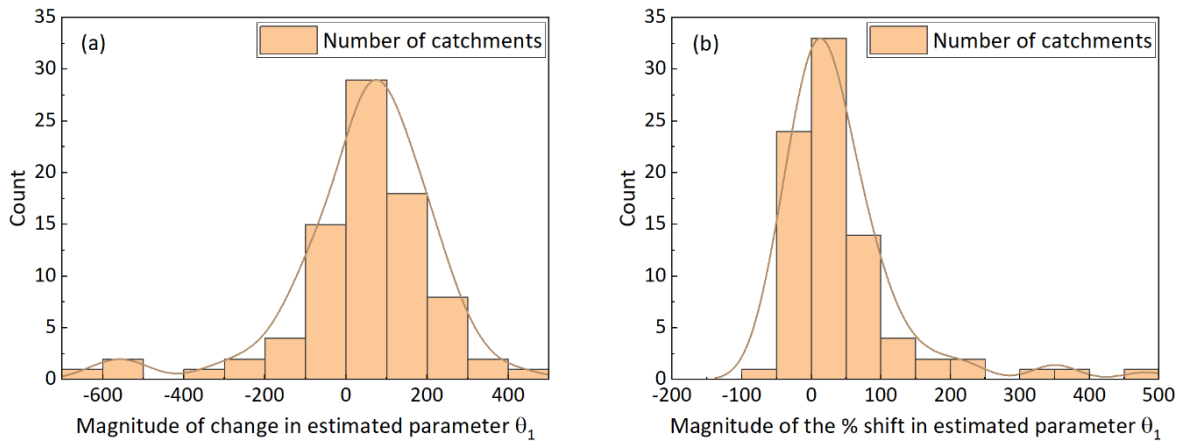 (a)
Number of catchments
35
30
25
20
15
10
5
0
Count
-600 -400 -200 0 200 400
Magnitude of change in estimated parameter θ1
(b)
Number of catchments
35
30
25
20
15
10
5
0
Count
-200 -100 0 100 200 300 400 500
Magnitude of the % shift in estimated parameter θ1